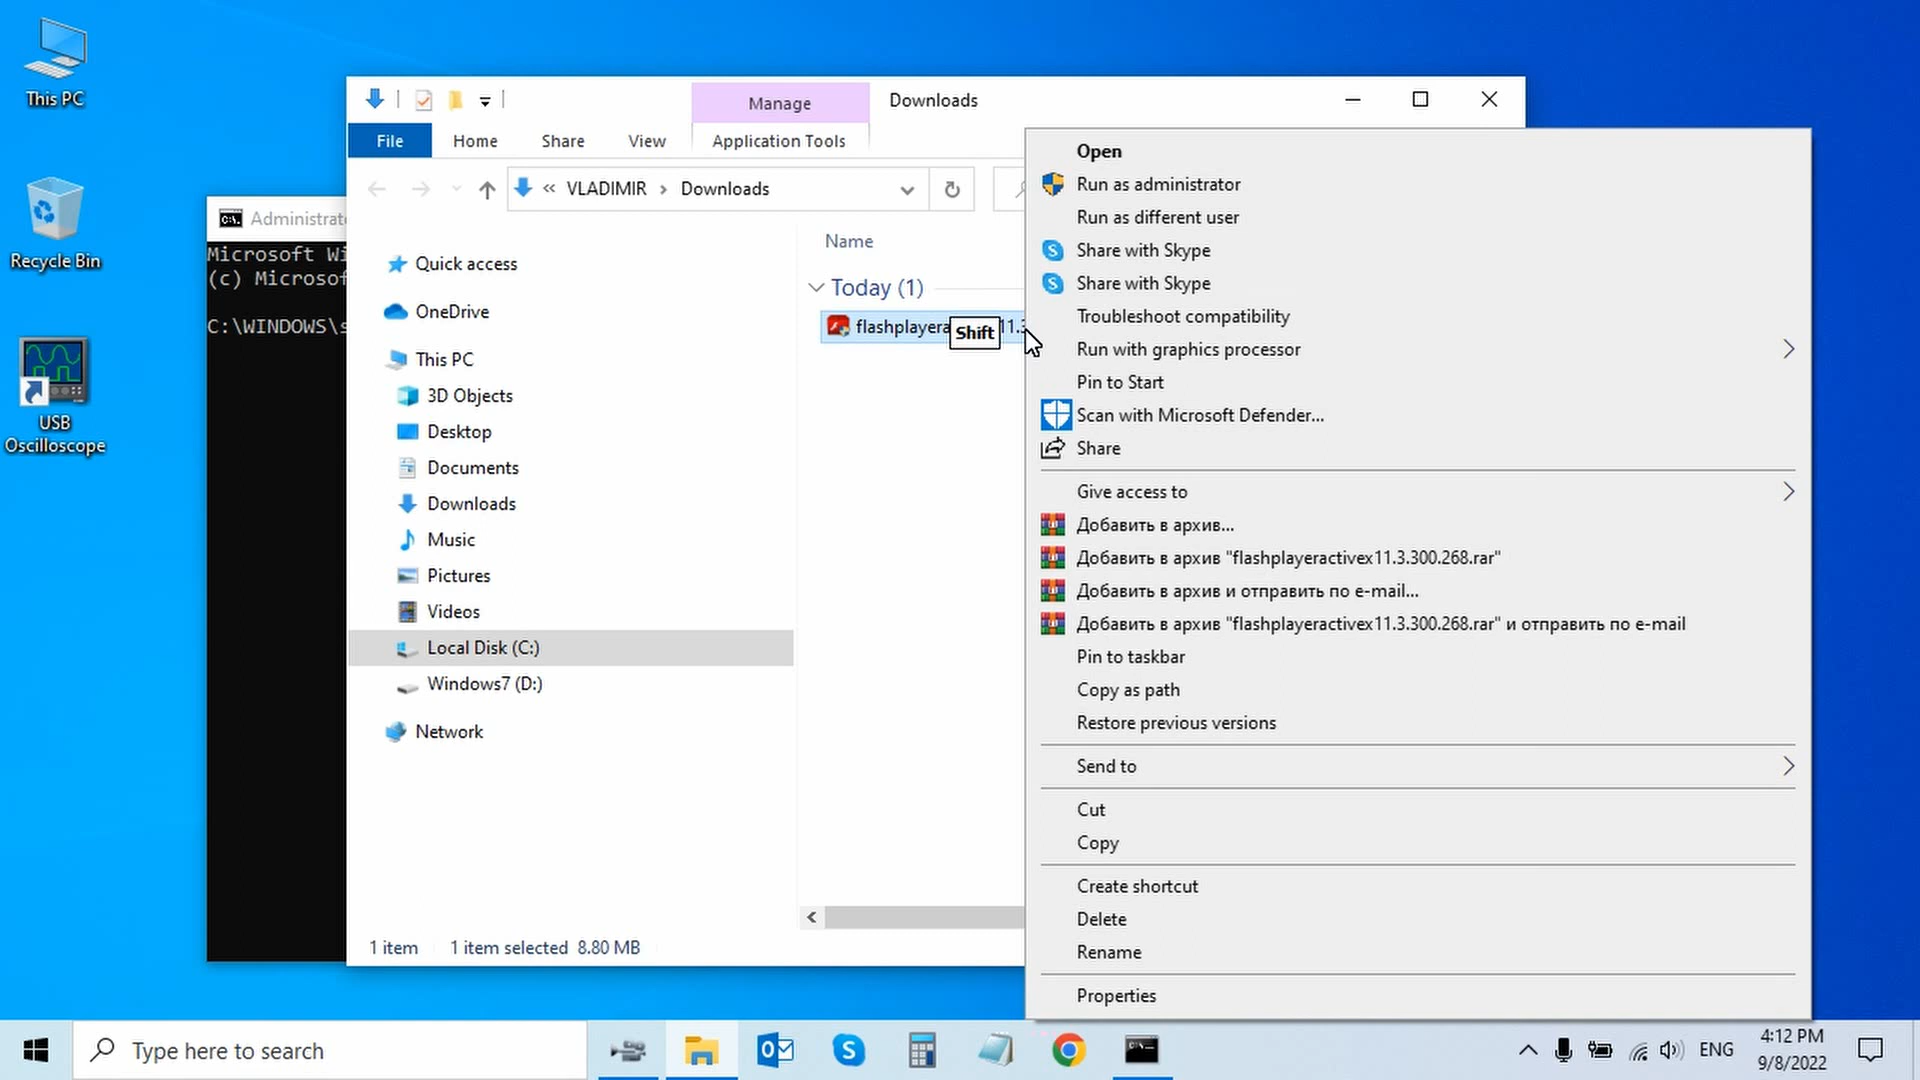 This PC
Recycle Bin
USB
Oscilloscope
Microsoft Wi
(c) Microsof
C:\WINDOWS\s
Manage
Downloads
File
Home
Share
View
Application Tools
« VLADIMIR > Downloads
Quick access
OneDrive
This PC
3D Objects
Desktop
Documents
Downloads
Music
Pictures
Videos
Local Disk (C:)
Windows7 (D:)
Network
Name
Today (1)
flashplayera
Shift
11.3
1 item
1 item selected 8.80 MB
Open
Run as administrator
Run as different user
Share with Skype
Share with Skype
Troubleshoot compatibility
Run with graphics processor
Pin to Start
Scan with Microsoft Defender...
Share
Give access to
Добавить в архив...
Добавить в архив "flashplayeractivex11.3.300.268.rar"
Добавить в архив и отправить по e-mail...
Добавить в архив "flashplayeractivex11.3.300.268.rar" и отправить по e-mail
Pin to taskbar
Copy as path
Restore previous versions
Send to
Cut
Copy
Create shortcut
Delete
Rename
Properties
Type here to search
ENG
4:12 PM
9/8/2022